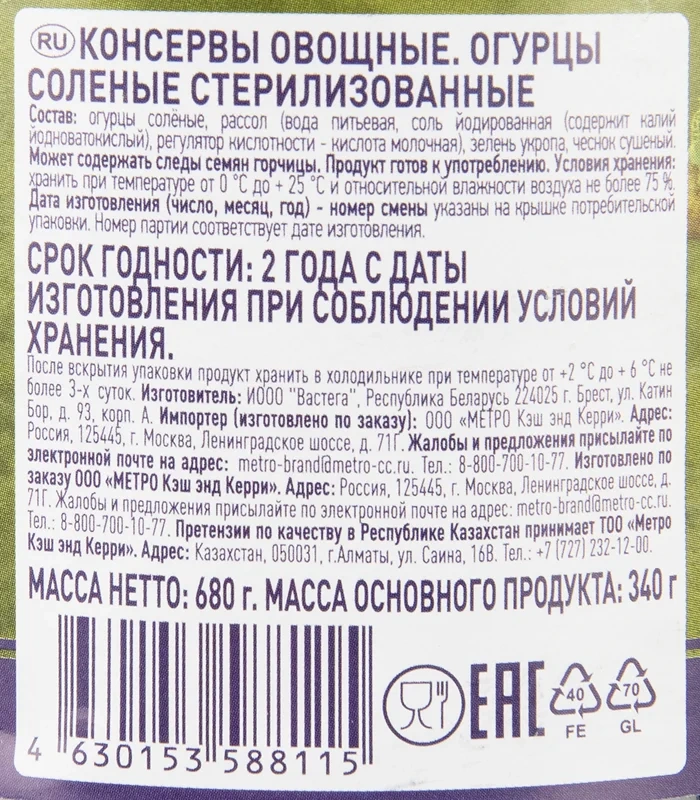 RU КОНСЕРВЫ ОВОЩНЫЕ. ОГУРЦЫ
СОЛЕНЫЕ СТЕРИЛИЗОВАННЫЕ
Состав: огурцы солёные, рассол (вода питьевая, соль йодированная (содержит калий
йодноватокислый), регулятор кислотности - кислота молочная), зелень укропа, чеснок сушеный.
Может содержать следы семян горчицы. Продукт готов к употреблению. Условия хранения:
хранить при температуре от 0 °С до + 25 °С и относительной влажности воздуха не более 75 %.
Дата изготовления (число, месяц, год) - номер смены указаны на крышке потребительской
упаковки. Номер партии соответствует дате изготовления.
СРОК ГОДНОСТИ: 2 ГОДА С ДАТЫ
ИЗГОТОВЛЕНИЯ ПРИ СОБЛЮДЕНИИ УСЛОВИЙ
ХРАНЕНИЯ.
После вскрытия упаковки продукт хранить в холодильнике при температуре от +2 °С до + 6 °С не
более 3-х суток. Изготовитель: ИООО "Вастега", Республика Беларусь 224025 г. Брест, ул. Катин
Бор, д. 93, корп. А. Импортер (изготовлено по заказу): ООО «МЕТРО Кэш энд Керри». Адрес:
Россия, 125445, г. Москва, Ленинградское шоссе, д. 71Г. Жалобы и предложения присылайте по
электронной почте на адрес: metro-brand@metro-cc.ru. Тел.: 8-800-700-10-77. Изготовлено по
заказу ООО «МЕТРО Кэш энд Керри». Адрес: Россия, 125445, г. Москва, Ленинградское шоссе, д.
71Г. Жалобы и предложения присылайте по электронной почте на адрес: metro-brand@metro-cc.ru.
Тел.: 8-800-700-10-77. Претензии по качеству в Республике Казахстан принимает ТОО «Метро
Кэш энд Керри». Адрес: Казахстан, 050031, г.Алматы, ул. Саина, 16В. Тел.: +7 (727) 232-12-00.
МАССА НЕТТО: 680 г. МАССА ОСНОВНОГО ПРОДУКТА: 340 г
EAC
40 70
FE GL
4 630153 588115